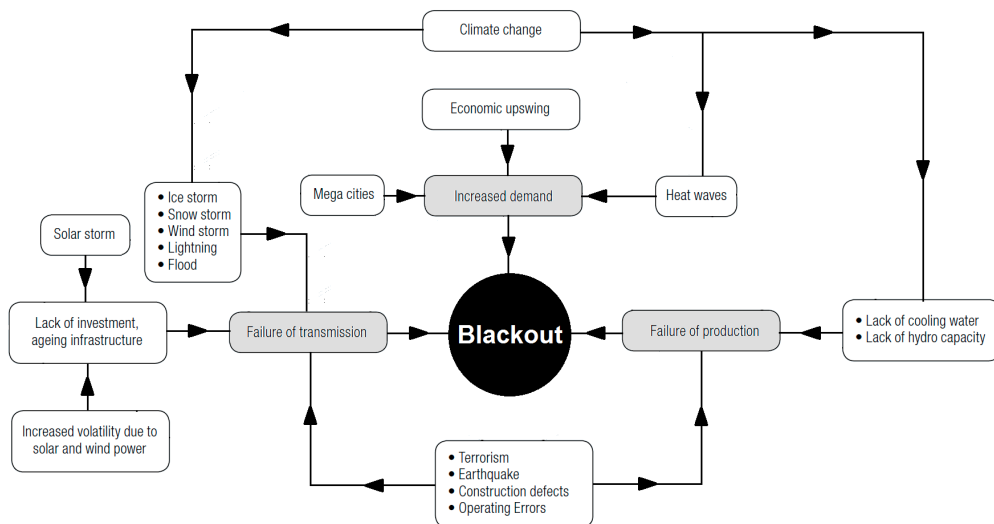 Climate change
Economic upswing
• Ice storm
• Snow storm
• Wind storm
• Lightning
• Flood
Mega cities
Increased demand
Heat waves
Solar storm
Lack of investment,
ageing infrastructure
Failure of transmission
Blackout
Failure of production
• Lack of cooling water
• Lack of hydro capacity
Increased volatility due to
solar and wind power
• Terrorism
• Earthquake
• Construction defects
• Operating Errors